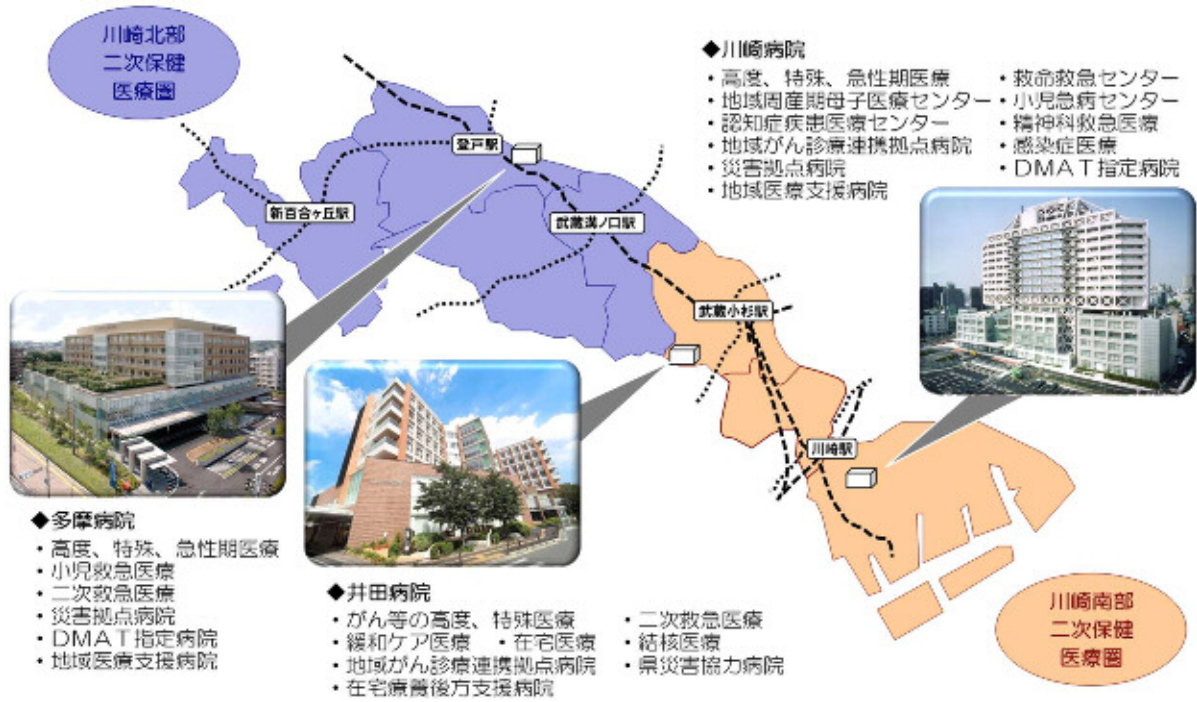 川崎北部
二次保健
医療圏
◆川崎病院
・高度、特殊、急性期医療
・地域周産期母子医療センター
・認知症疾患医療センター
・地域がん診療連携拠点病院
・災害拠点病院
・地域医療支援病院
・救命救急センター
・小児急病センター
・精神科救急医療
・感染症医療
・DMAT指定病院
登戸駅
新百合ヶ丘駅
武蔵溝ノ口駅
武蔵小杉駅
川崎駅
◆多摩病院
・高度、特殊、急性期医療
・小児救急医療
・二次救急医療
・災害拠点病院
・DMAT指定病院
・地域医療支援病院
◆井田病院
・がん等の高度、特殊医療
・緩和ケア医療 ・在宅医療
・地域がん診療連携拠点病院
・在宅療養後方支援病院
・二次救急医療
・結核医療
・県災害協力病院
川崎南部
二次保健
医療圏